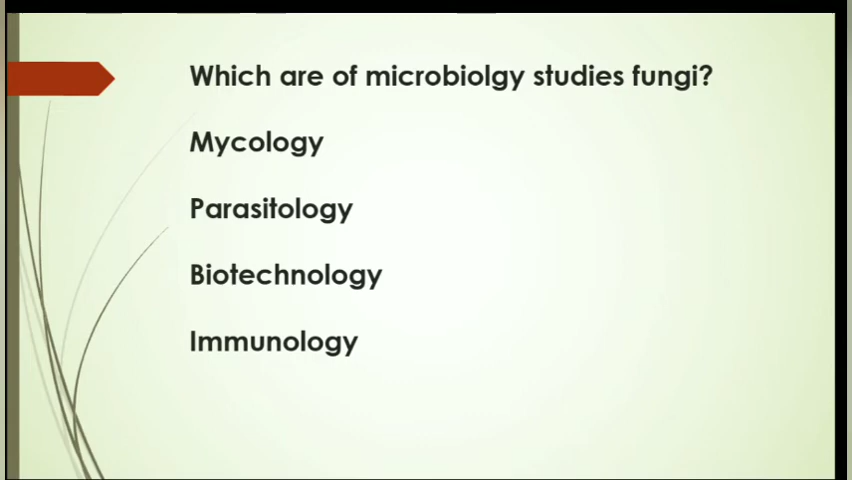 Which are of microbiolgy studies fungi?
Mycology
Parasitology
Biotechnology
Immunology